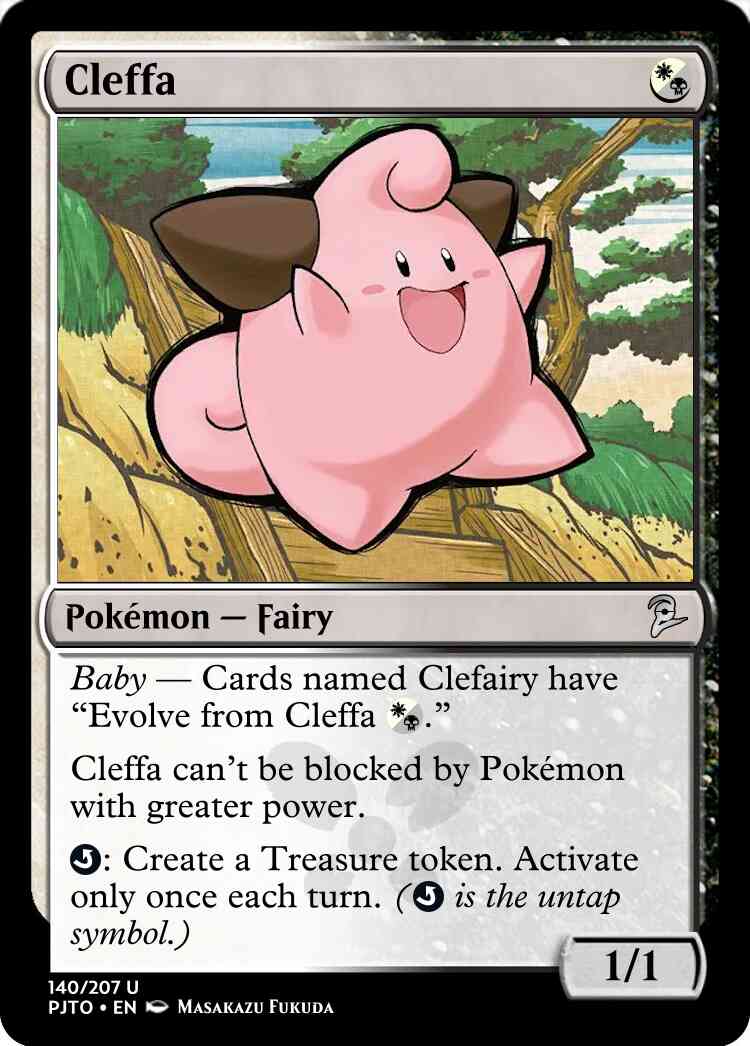 Cleffa
Pokémon — Fairy
Baby — Cards named Clefairy have
“Evolve from Cleffa .”
Cleffa can’t be blocked by Pokémon
with greater power.
: Create a Treasure token. Activate
only once each turn. ( is the untap
symbol.)
1/1
140/207 U
PJTO • EN Masakazu Fukuda